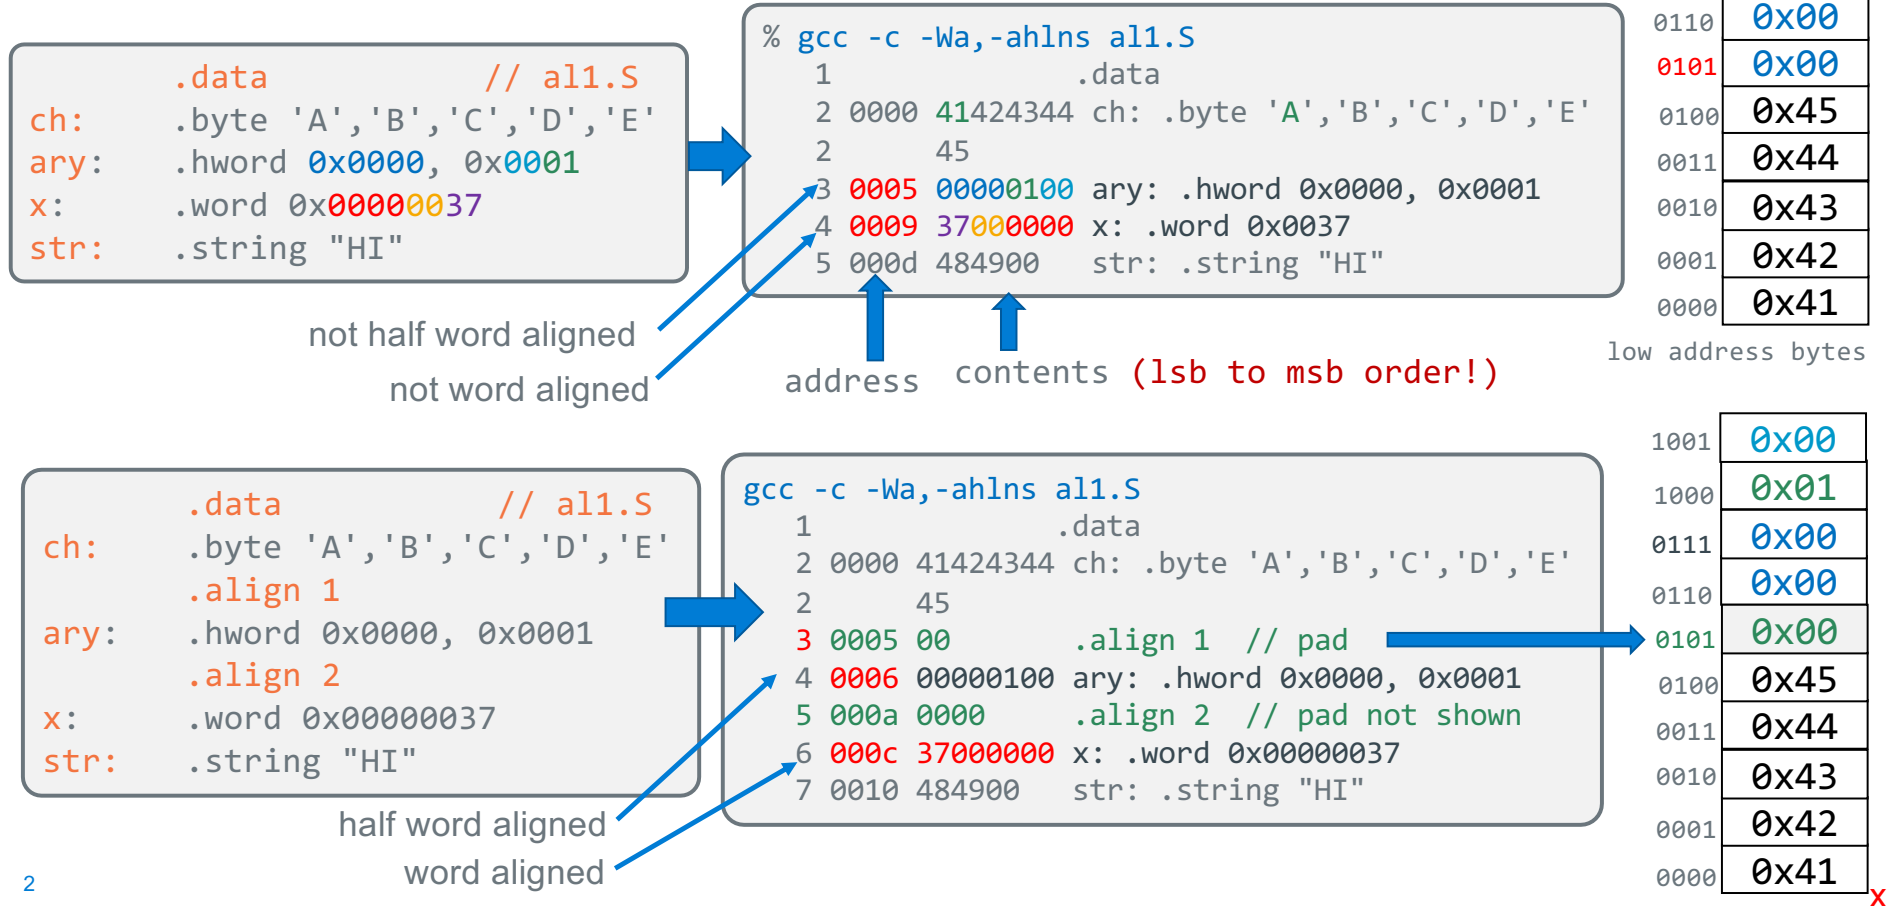 .data // al1.S
ch: .byte 'A','B','C','D','E'
ary: .hword 0x0000, 0x0001
x: .word 0x00000037
str: .string "HI"
% gcc -c -Wa,-ahlns al1.S
1 .data
2 0000 41424344 ch: .byte 'A','B','C','D','E'
2 45
3 0005 00000100 ary: .hword 0x0000, 0x0001
4 0009 37000000 x: .word 0x0037
5 000d 484900 str: .string "HI"
not half word aligned
not word aligned
address
contents (lsb to msb order!)
0110 0x00
0101 0x00
0100 0x45
0011 0x44
0010 0x43
0001 0x42
0000 0x41
low address bytes
.data // al1.S
ch: .byte 'A','B','C','D','E'
.align 1
ary: .hword 0x0000, 0x0001
.align 2
x: .word 0x00000037
str: .string "HI"
gcc -c -Wa,-ahlns al1.S
1 .data
2 0000 41424344 ch: .byte 'A','B','C','D','E'
2 45
3 0005 00 .align 1 // pad
4 0006 00000100 ary: .hword 0x0000, 0x0001
5 000a 0000 .align 2 // pad not shown
6 000c 37000000 x: .word 0x00000037
7 0010 484900 str: .string "HI"
half word aligned
word aligned
1001 0x00
1000 0x01
0111 0x00
0110 0x00
0101 0x00
0100 0x45
0011 0x44
0010 0x43
0001 0x42
0000 0x41
2
x